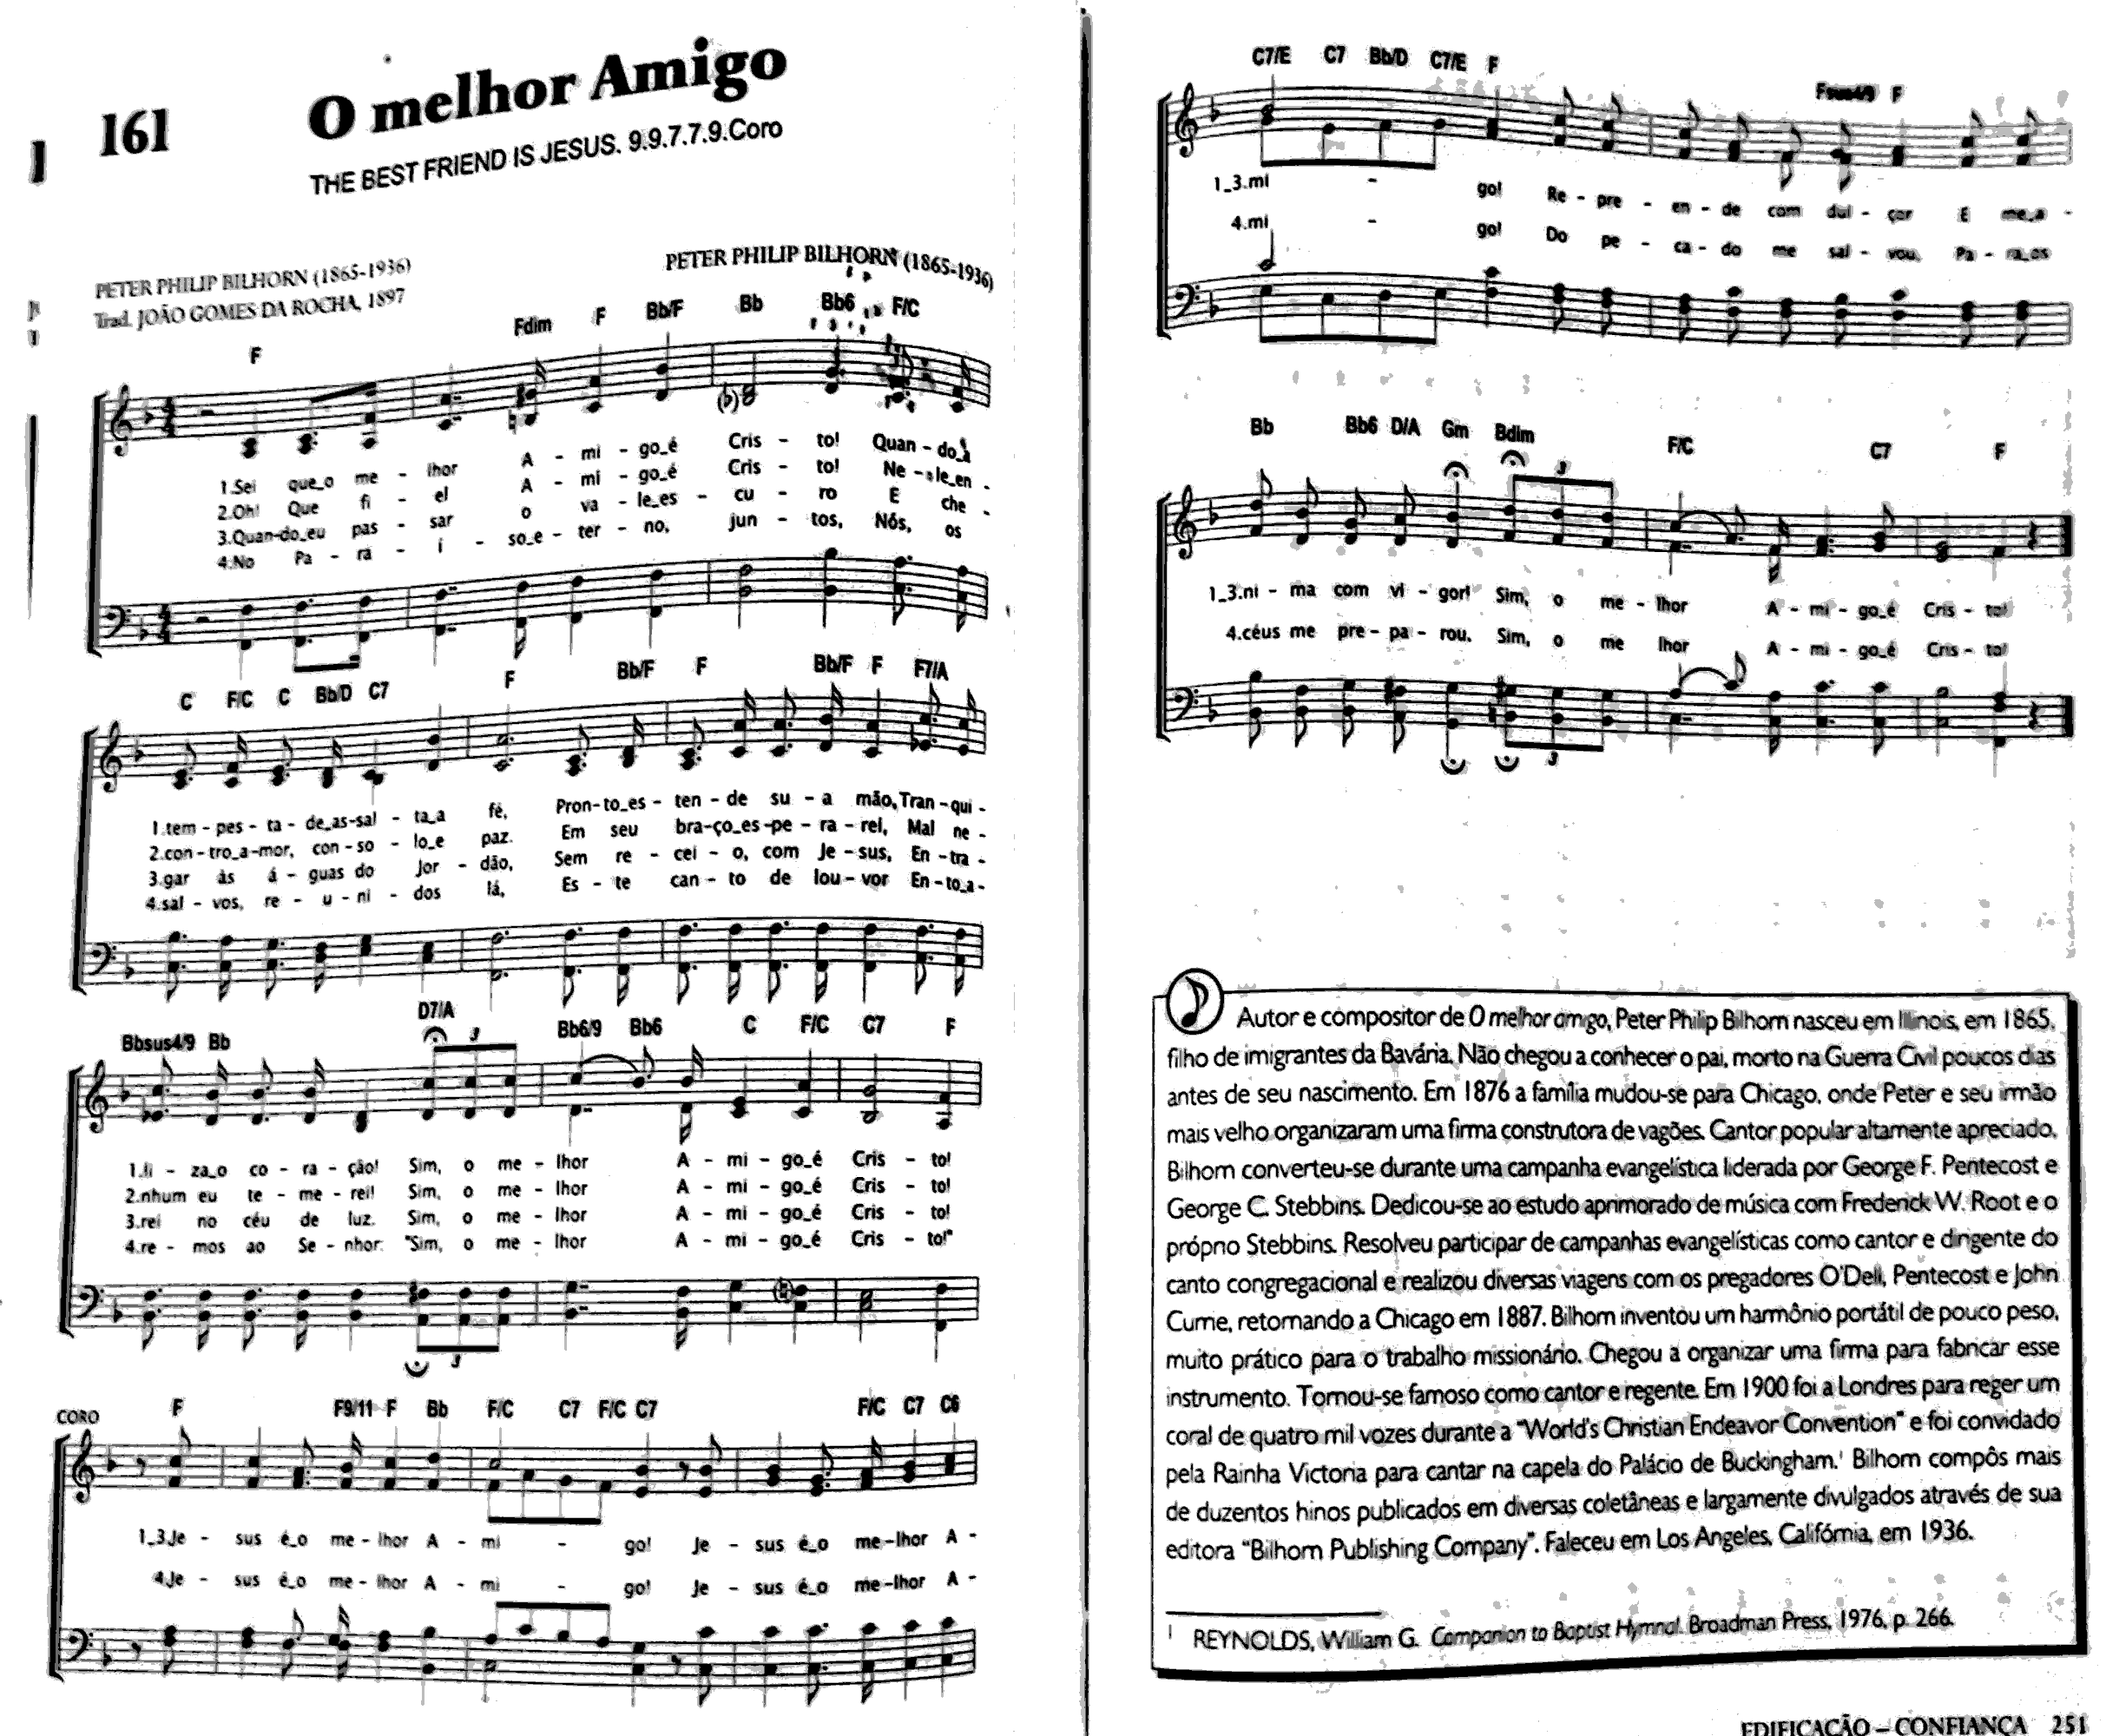 161
O melhor Amigo
THE BEST FRIEND IS JESUS. 9.9.7.7.9.Coro
PETER PHILIP BILHORN (1865-1936)
Trad. JOÃO GOMES DA ROCHA, 1897
PETER PHILIP BILHORN (1865-1936)
F Fdim F Bb/F Bb Bb6 F/C
1.Sei que_o me - lhor A - mi - go_é Cris - to! Quan - do_a
2.Oh! Que fi - el A - mi - go_é Cris - to! Ne - le_en -
3.Quan-do_eu pas - sar o va - le_es - cu - ro E che -
4.No Pa - ra - í - so_e - ter - no, jun - tos, Nós, os
C F/C C Bb/D C7 F Bb/F F Bb/F F F7/A
1.tem - pes - ta - de_as-sal - ta_a fé, Pron-to_es - ten - de su - a mão, Tran - qui -
2.con - tro_a-mor, con - so - lo_e paz. Em seu bra-ço_es-pe - ra - rei, Mal ne -
3.gar às á - guas do Jor - dão, Sem re - cei - o, com Je - sus, En - tra -
4.sal - vos, re - u - ni - dos lá, Es - te can - to de lou - vor En - to_a -
Bbsus4/9 Bb D7/A Bb6/9 Bb6 C F/C C7 F
1.li - za_o co - ra - ção! Sim, o me - lhor A - mi - go_é Cris - to!
2.nhum eu te - me - rei! Sim, o me - lhor A - mi - go_é Cris - to!
3.rei no céu de luz. Sim, o me - lhor A - mi - go_é Cris - to!
4.re - mos ao Se - nhor: "Sim, o me - lhor A - mi - go_é Cris - to!"
CORO F F9/11 F Bb F/C C7 F/C C7 F/C C7 C6
1_3.Je - sus é_o me - lhor A - mi - go! Je - sus é_o me-lhor A -
4.Je - sus é_o me - lhor A - mi - go! Je - sus é_o me-lhor A -
C7/E C7 Bb/D C7/E F Fsus4/9 F
1_3.mi - go! Re - pre - en - de com dul - çor E me_a -
4.mi - go! Do pe - ca - do me sal - vou, Pa - ra_os
Bb Bb6 D/A Gm Bdim F/C C7 F
1_3.ni - ma com vi - gor! Sim, o me - lhor A - mi - go_é Cris - to!
4.céus me pre - pa - rou. Sim, o me lhor A - mi - go_é Cris - to!
Autor e compositor de O melhor amigo, Peter Philip Bilhorn nasceu em Illinois, em 1865,
filho de imigrantes da Bavária. Não chegou a conhecer o pai, morto na Guerra Civil poucos dias
antes de seu nascimento. Em 1876 a família mudou-se para Chicago, onde Peter e seu irmão
mais velho organizaram uma firma construtora de vagões. Cantor popular altamente apreciado,
Bilhorn converteu-se durante uma campanha evangelística liderada por George F. Pentecost e
George C. Stebbins. Dedicou-se ao estudo aprimorado de música com Frederick W. Root e o
próprio Stebbins. Resolveu participar de campanhas evangelísticas como cantor e dirigente do
canto congregacional e realizou diversas viagens com os pregadores O'Dell, Pentecost e John
Currie, retornando a Chicago em 1887. Bilhorn inventou um harmônio portátil de pouco peso,
muito prático para o trabalho missionário. Chegou a organizar uma firma para fabricar esse
instrumento. Tornou-se famoso como cantor e regente. Em 1900 foi a Londres para reger um
coral de quatro mil vozes durante a "World's Christian Endeavor Convention" e foi convidado
pela Rainha Victoria para cantar na capela do Palácio de Buckingham.¹ Bilhorn compôs mais
de duzentos hinos publicados em diversas coletâneas e largamente divulgados através de sua
editora "Bilhorn Publishing Company". Faleceu em Los Angeles, Califórnia, em 1936.
¹ REYNOLDS, William G. Companion to Baptist Hymnal. Broadman Press, 1976, p. 266.
EDIFICAÇÃO – CONFIANÇA 251